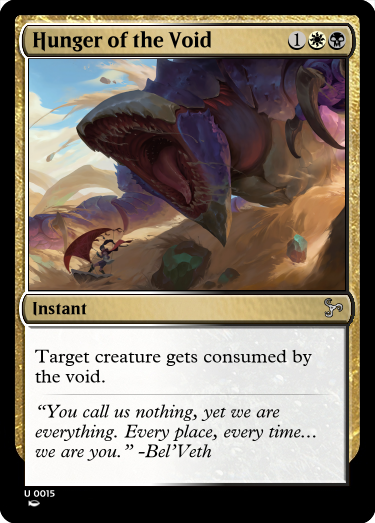 Hunger of the Void 1
Instant
Target creature gets consumed by
the void.
“You call us nothing, yet we are
everything. Every place, every time...
we are you.” -Bel'Veth
U 0015